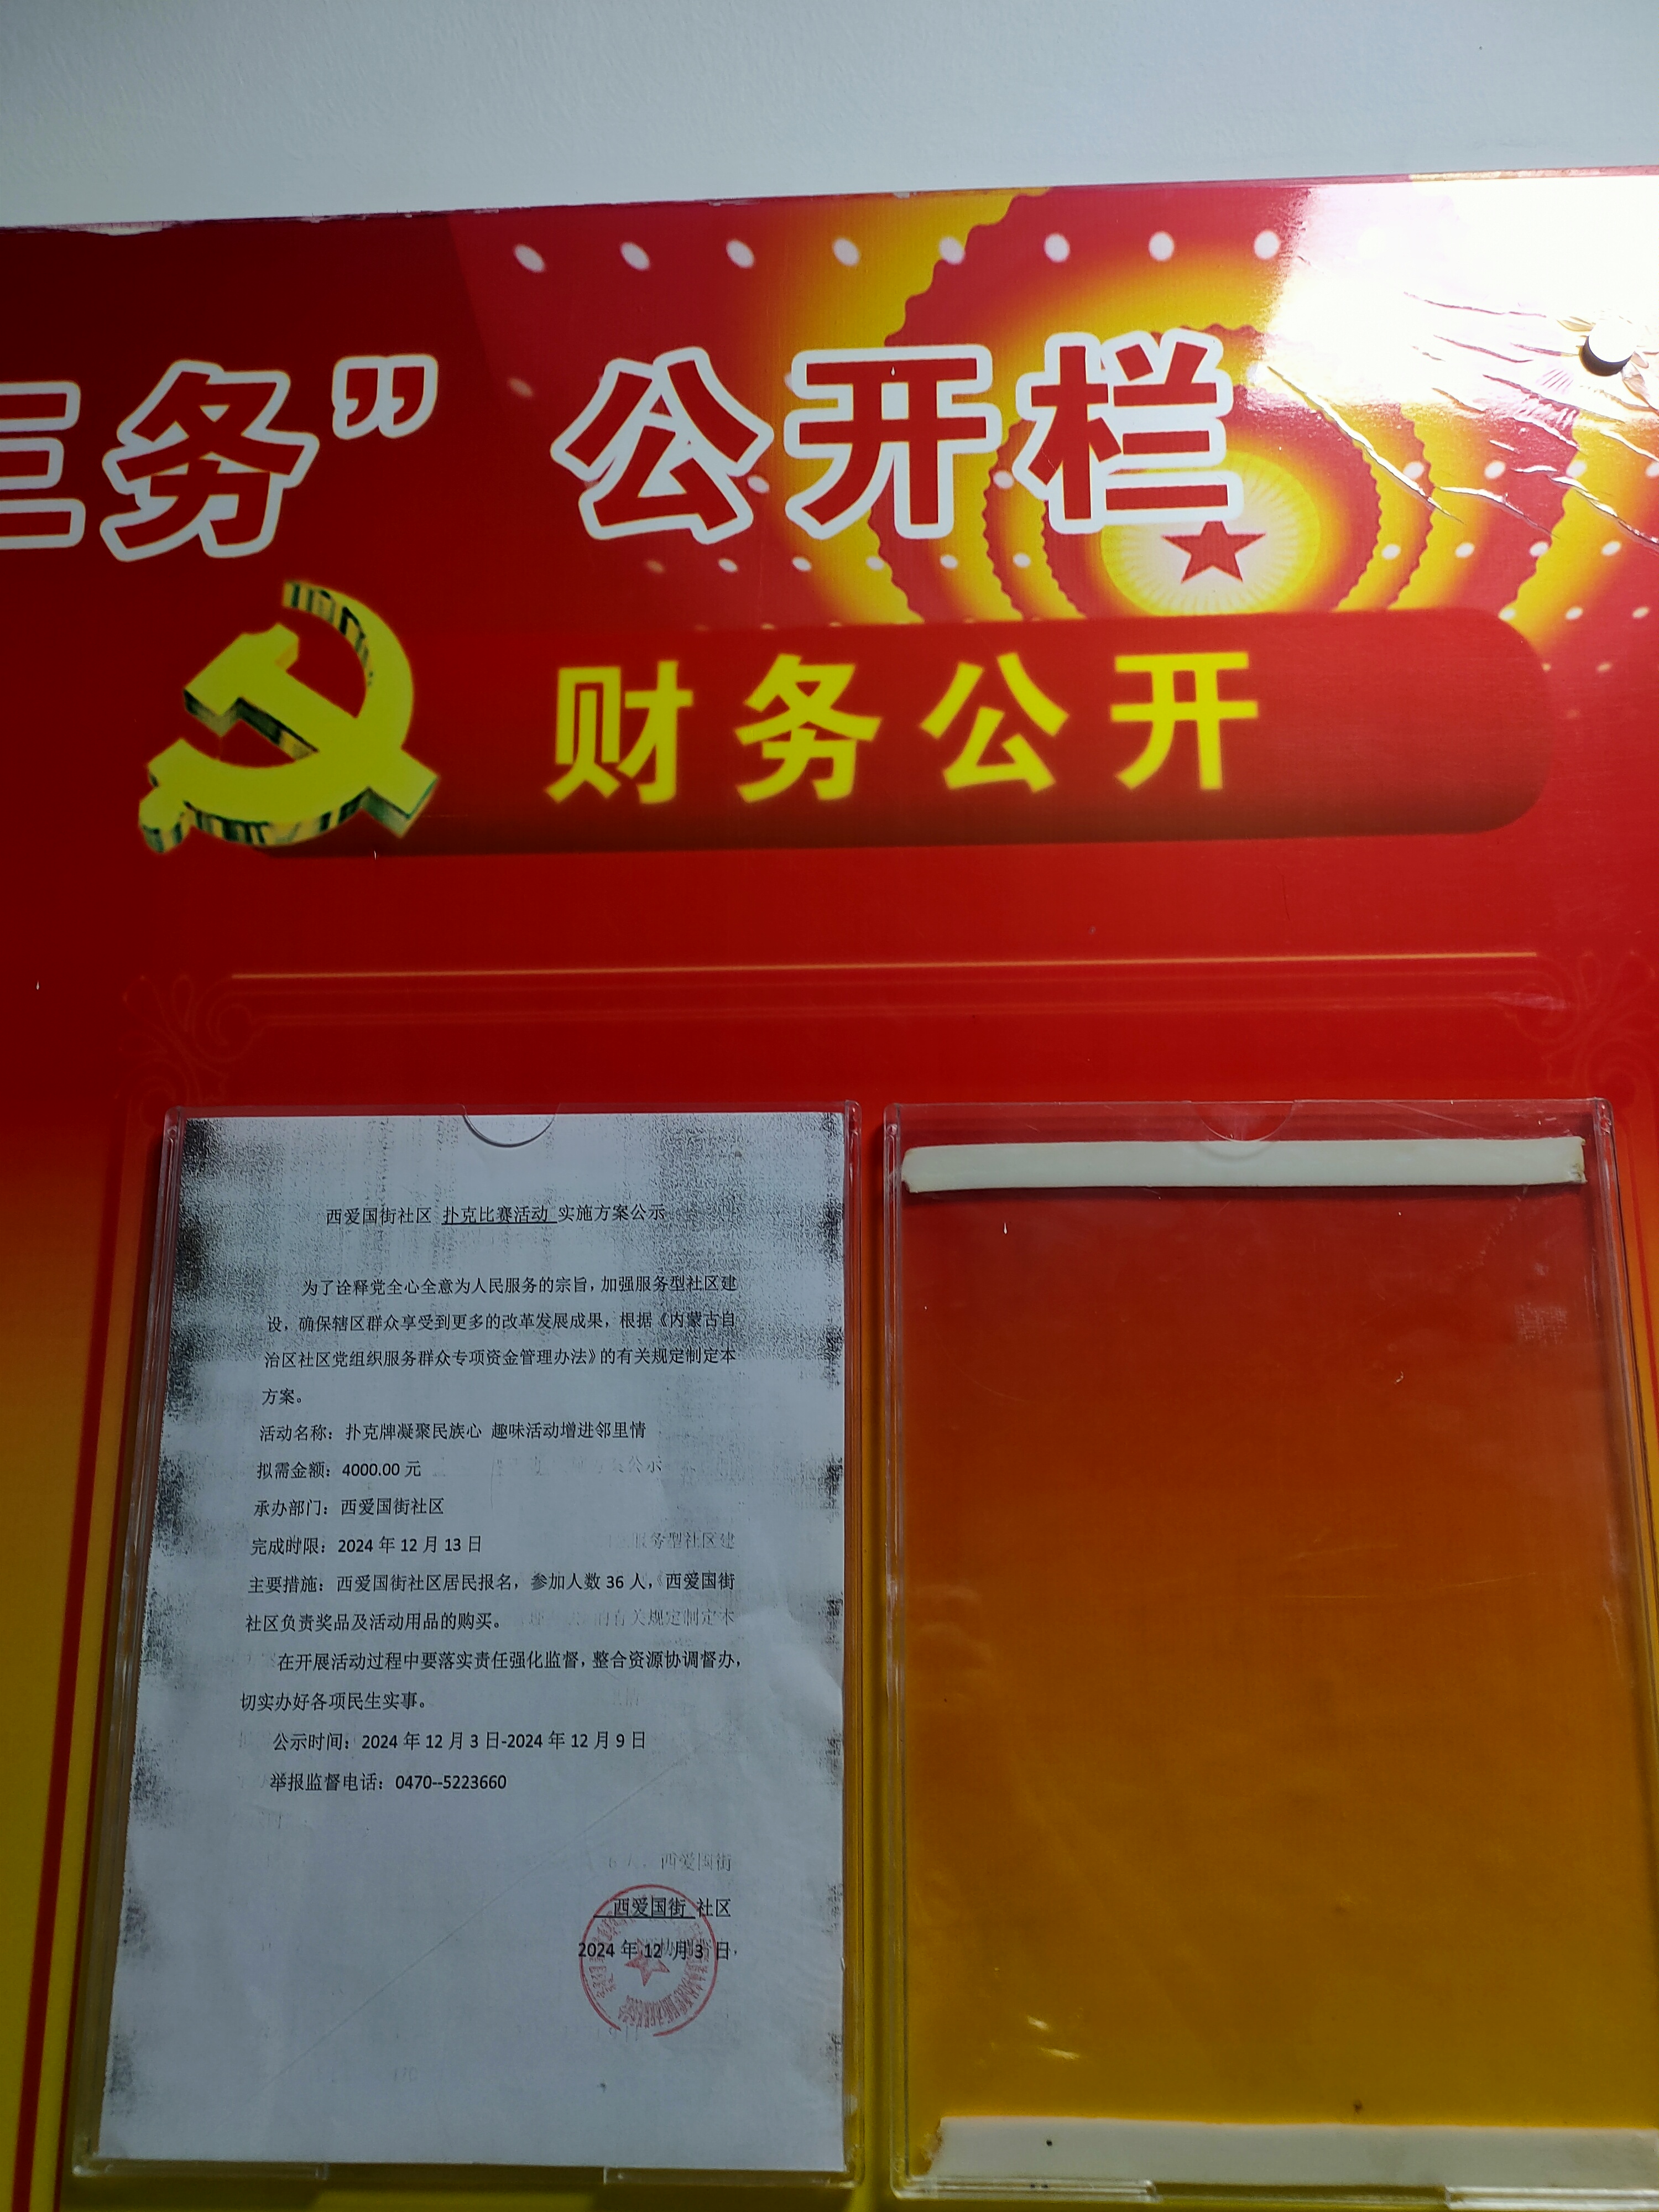 三务” 公开栏
财务公开
西爱国街社区 扑克比赛活动 实施方案公示
为了诠释党全心全意为人民服务的宗旨，加强服务型社区建
设，确保辖区群众享受到更多的改革发展成果，根据《内蒙古自
治区社区党组织服务群众专项资金管理办法》的有关规定制定本
方案。
活动名称：扑克牌凝聚民族心 趣味活动增进邻里情
拟需金额：4000.00 元
承办部门：西爱国街社区
完成时限：2024 年 12 月 13 日
主要措施：西爱国街社区居民报名，参加人数 36 人，西爱国街
社区负责奖品及活动用品的购买。
在开展活动过程中要落实责任强化监督，整合资源协调督办，
切实办好各项民生实事。
公示时间：2024 年 12 月 3 日-2024 年 12 月 9 日
举报监督电话：0470--5223660
西爱国街 社区
2024 年 12 月 3 日